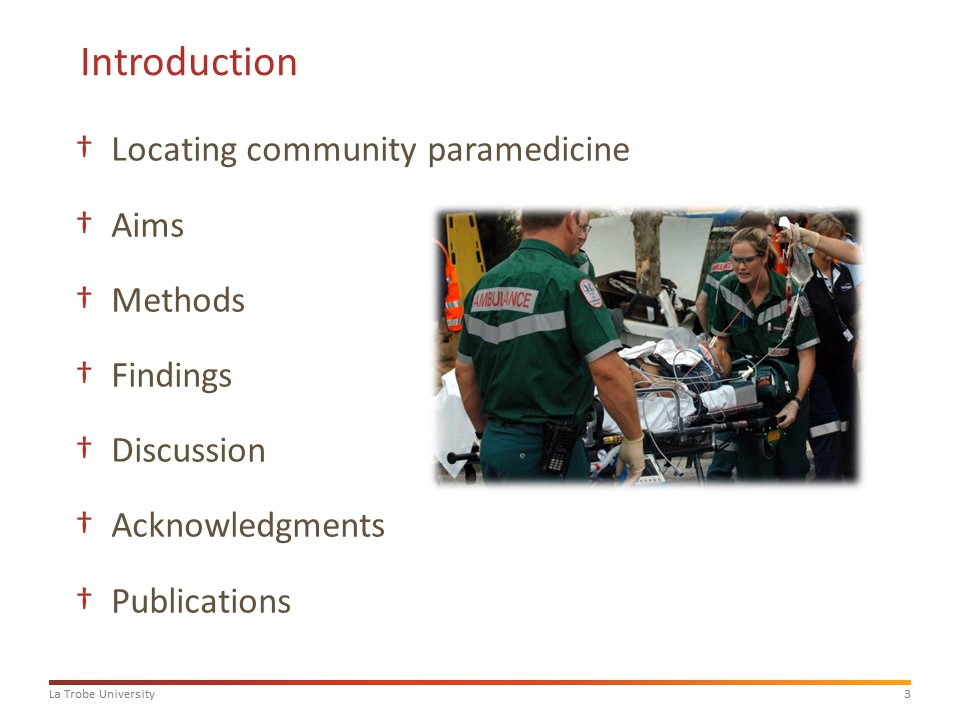 Introduction
† Locating community paramedicine
† Aims
† Methods
† Findings
† Discussion
† Acknowledgments
† Publications
AMBULANCE
La Trobe University
3